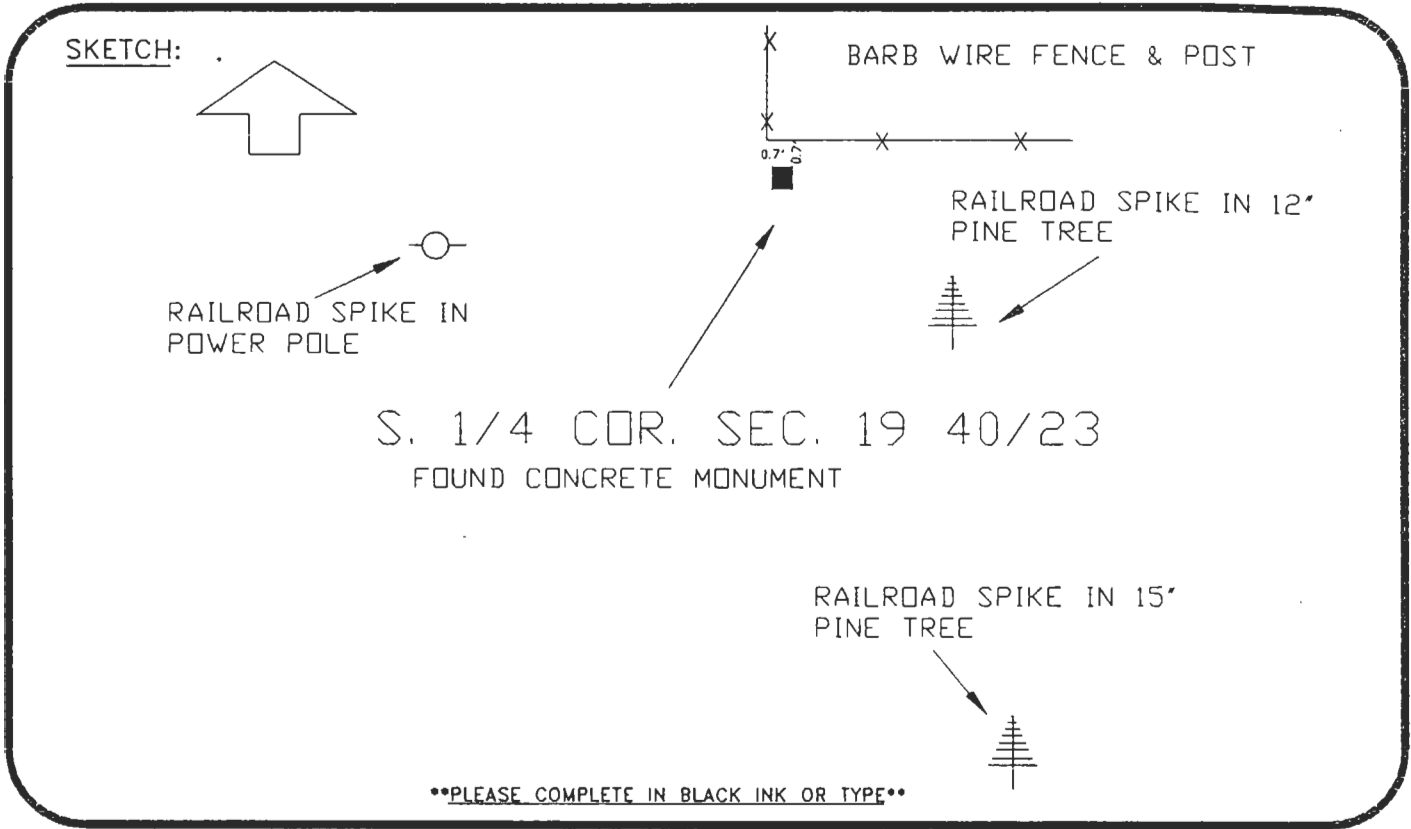 SKETCH:
BARB WIRE FENCE & POST
0.7'
0.7'
RAILROAD SPIKE IN 12"
PINE TREE
RAILROAD SPIKE IN
POWER POLE
S. 1/4 COR. SEC. 19 40/23
FOUND CONCRETE MONUMENT
RAILROAD SPIKE IN 15"
PINE TREE
**PLEASE COMPLETE IN BLACK INK OR TYPE**